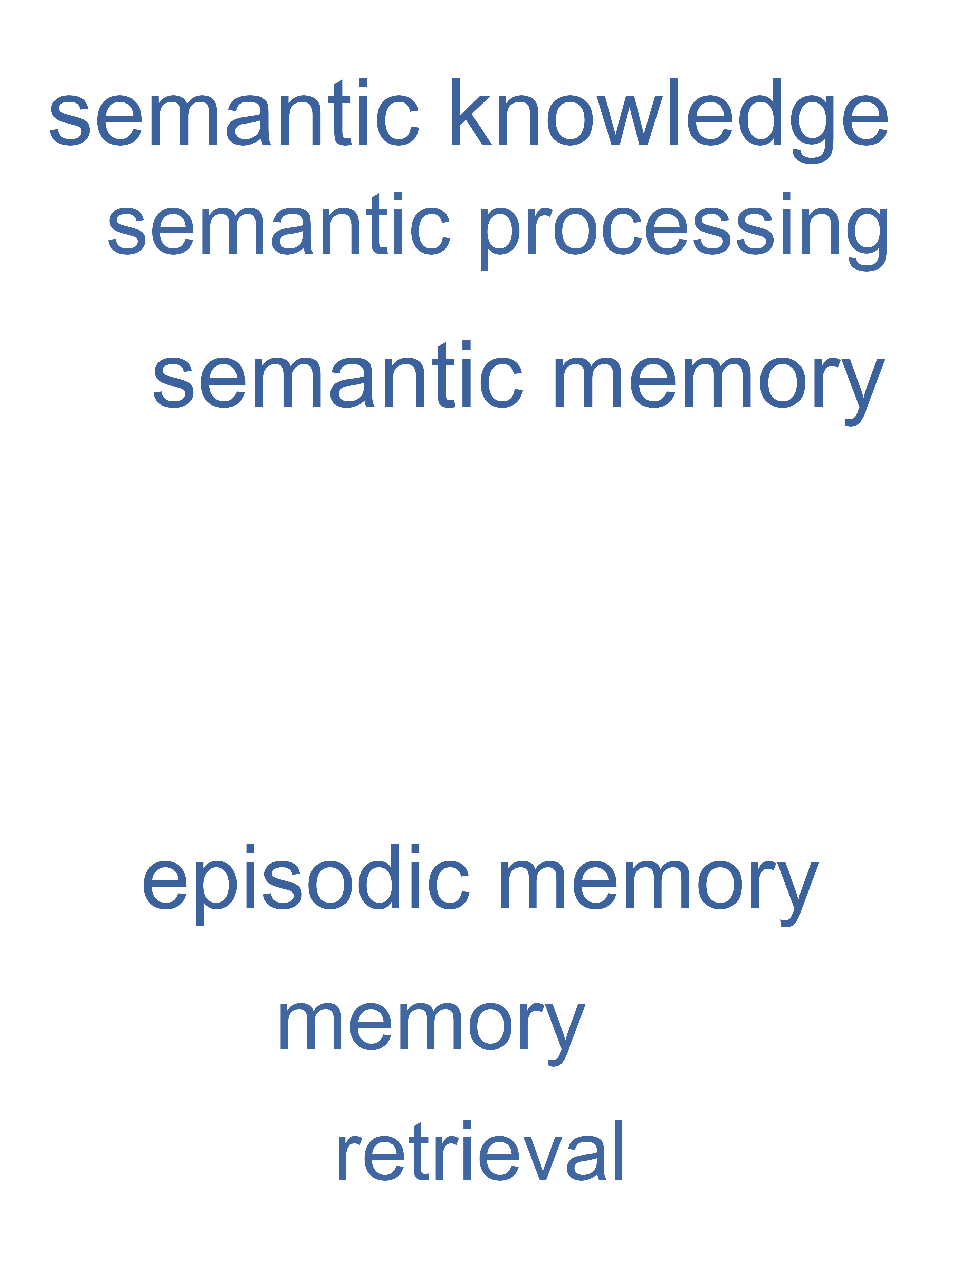 semantic knowledge
semantic processing
semantic memory
episodic memory
memory
retrieval